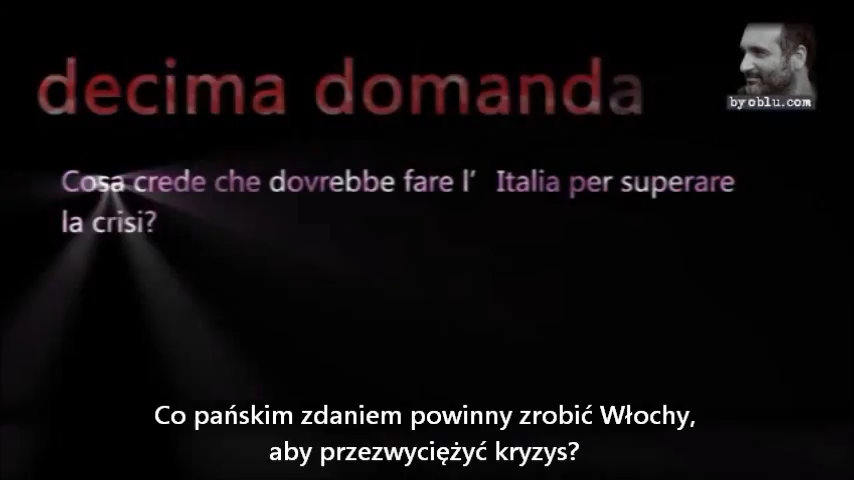 decima domanda
byoblu.com
Cosa crede che dovrebbe fare l' Italia per superare
la crisi?
Co pańskim zdaniem powinny zrobić Włochy,
aby przezwyciężyć kryzys?